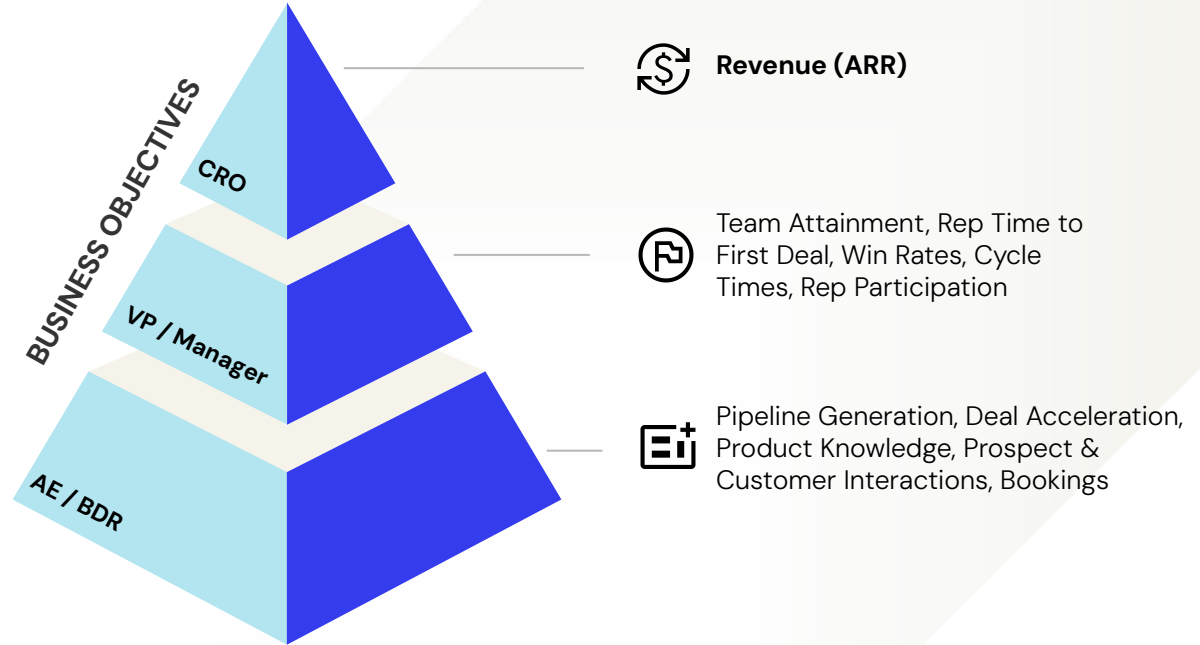 BUSINESS OBJECTIVES
CRO
Revenue (ARR)
VP / Manager
Team Attainment, Rep Time to
First Deal, Win Rates, Cycle
Times, Rep Participation
AE / BDR
Pipeline Generation, Deal Acceleration,
Product Knowledge, Prospect &
Customer Interactions, Bookings